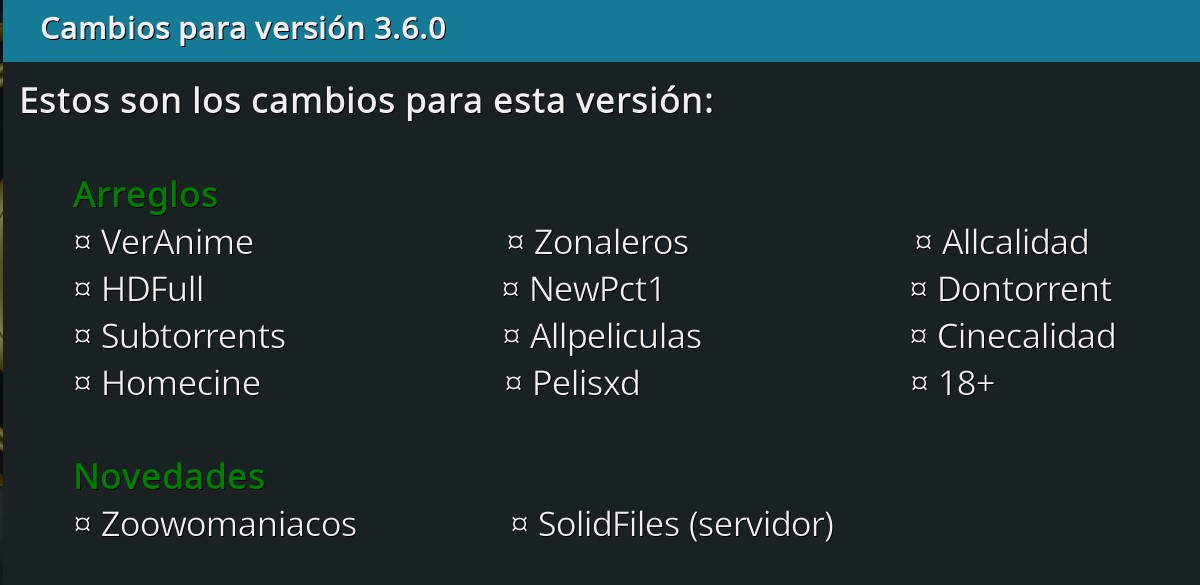 Cambios para versión 3.6.0
Estos son los cambios para esta versión:
Arreglos
¤ VerAnime ¤ Zonaleros ¤ Allcalidad
¤ HDFull ¤ NewPct1 ¤ Dontorrent
¤ Subtorrents ¤ Allpeliculas ¤ Cinecalidad
¤ Homecine ¤ Pelisxd ¤ 18+
Novedades
¤ Zoowomaniacos ¤ SolidFiles (servidor)